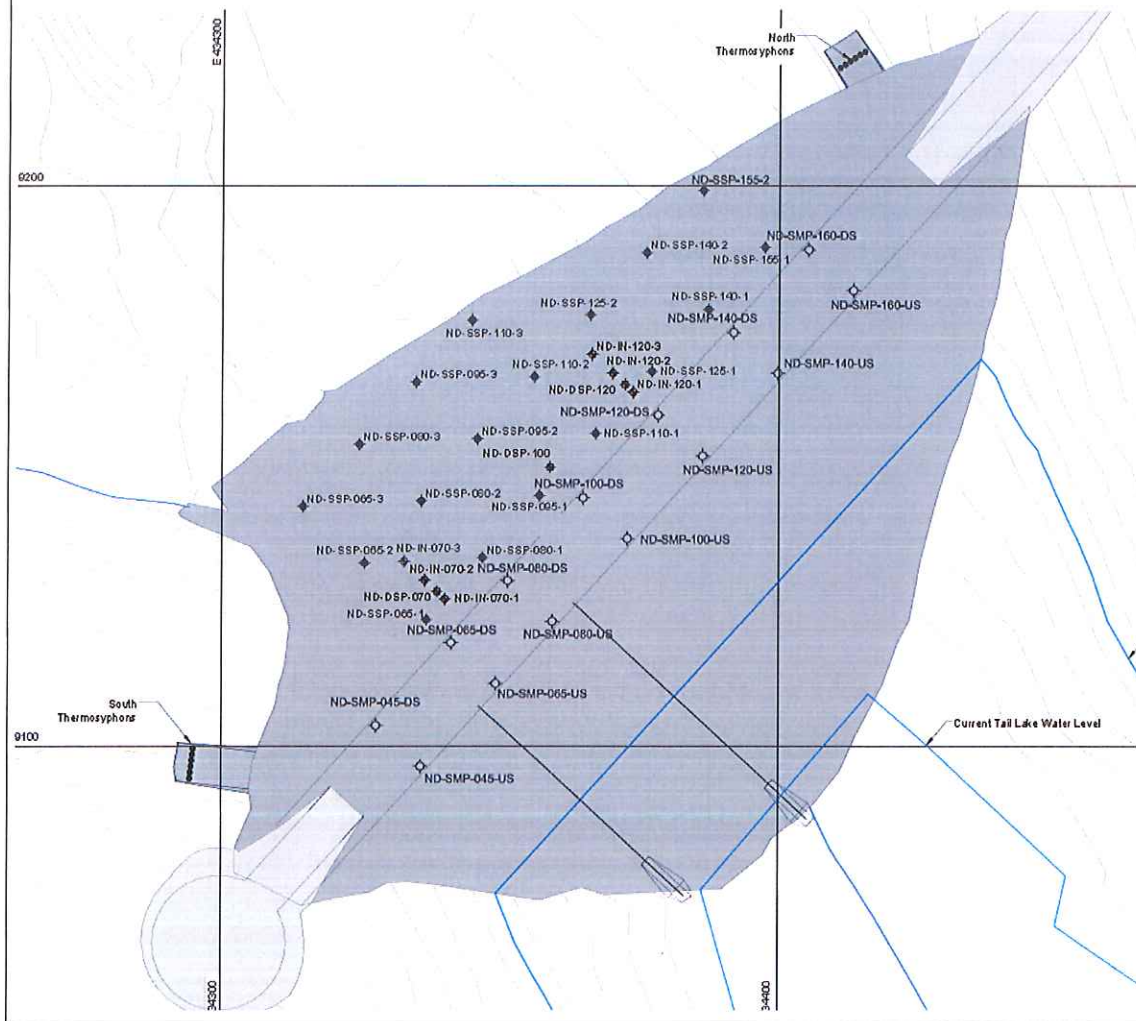 E 434300
North
Thermosyphons
9200
ND-SSP-155-2
ND-SSP-140-2
ND-SMP-160-DS
ND-SSP-155-1
ND-SMP-160-US
ND-SSP-125-2
ND-SSP-140-1
ND-SMP-140-DS
ND-SSP-110-3
ND-IN-120-3
ND-SSP-110-2
ND-IN-120-2
ND-SSP-125-1
ND-SMP-140-US
ND-SSP-095-3
ND-DSP-120
ND-IN-120-1
ND-SMP-120-DS
ND-SSP-080-3
ND-SSP-095-2
ND-SSP-110-1
ND-DSP-100
ND-SMP-120-US
ND-SMP-100-DS
ND-SSP-065-3
ND-SSP-080-2
ND-SSP-095-1
ND-SMP-100-US
ND-SSP-065-2
ND-IN-070-3
ND-SSP-080-1
ND-IN-070-2
ND-SMP-080-DS
ND-DSP-070
ND-IN-070-1
ND-SSP-065-1
ND-SMP-065-DS
ND-SMP-080-US
ND-SMP-065-US
South
Thermosyphons
ND-SMP-045-DS
9100
Current Tail Lake Water Level
ND-SMP-045-US
34300
34400